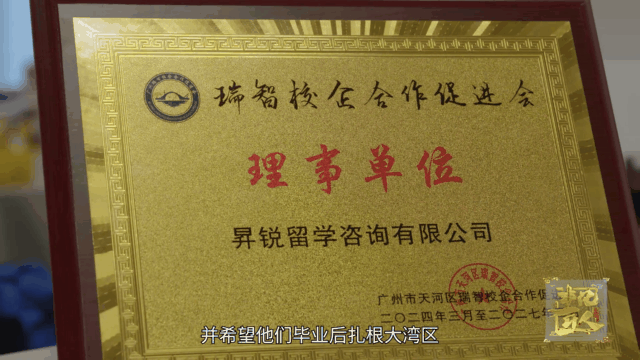 瑞智校企合作促进会
理事单位
昇锐留学咨询有限公司
广州市天河区瑞智校企合作促进
二〇二四年三月至二〇二七年
并希望他们毕业后扎根大湾区